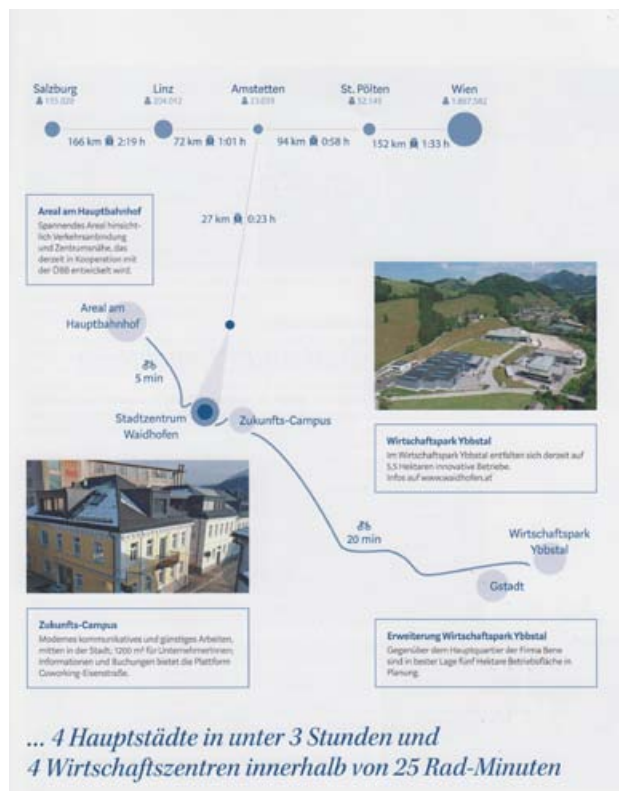 Salzburg Linz Amstetten St. Pölten Wien
155.020 204.012 52.145 1.897.582
166 km 2:19 h 72 km 1:01 h 94 km 0:58 h 152 km 1:33 h
Areal am Hauptbahnhof
Spannendes Areal hinsicht-
lich Verkehrsanbindung
und Zentrumsnähe, das
derzeit in Kooperation mit
der ÖBB entwickelt wird.
27 km 0:23 h
Areal am
Hauptbahnhof
5 min
Stadtzentrum
Waidhofen
Zukunfts-Campus
Wirtschaftspark Ybbstal
Im Wirtschaftspark Ybbstal entfalten sich derzeit auf
5,5 Hektaren innovative Betriebe.
Infos auf www.waidhofen.at
20 min
Wirtschaftspark
Ybbstal
Gstadt
Zukunfts-Campus
Modernes kommunikatives und günstiges Arbeiten,
mitten in der Stadt, 1200 m² für UnternehmerInnen;
Informationen und Buchungen bietet die Plattform
Coworking-Eisenstraße.
Erweiterung Wirtschaftspark Ybbstal
Gegenüber dem Hauptquartier der Firma Bene
sind in bester Lage fünf Hektare Betriebsfläche in
Planung.
... 4 Hauptstädte in unter 3 Stunden und
4 Wirtschaftszentren innerhalb von 25 Rad-Minuten